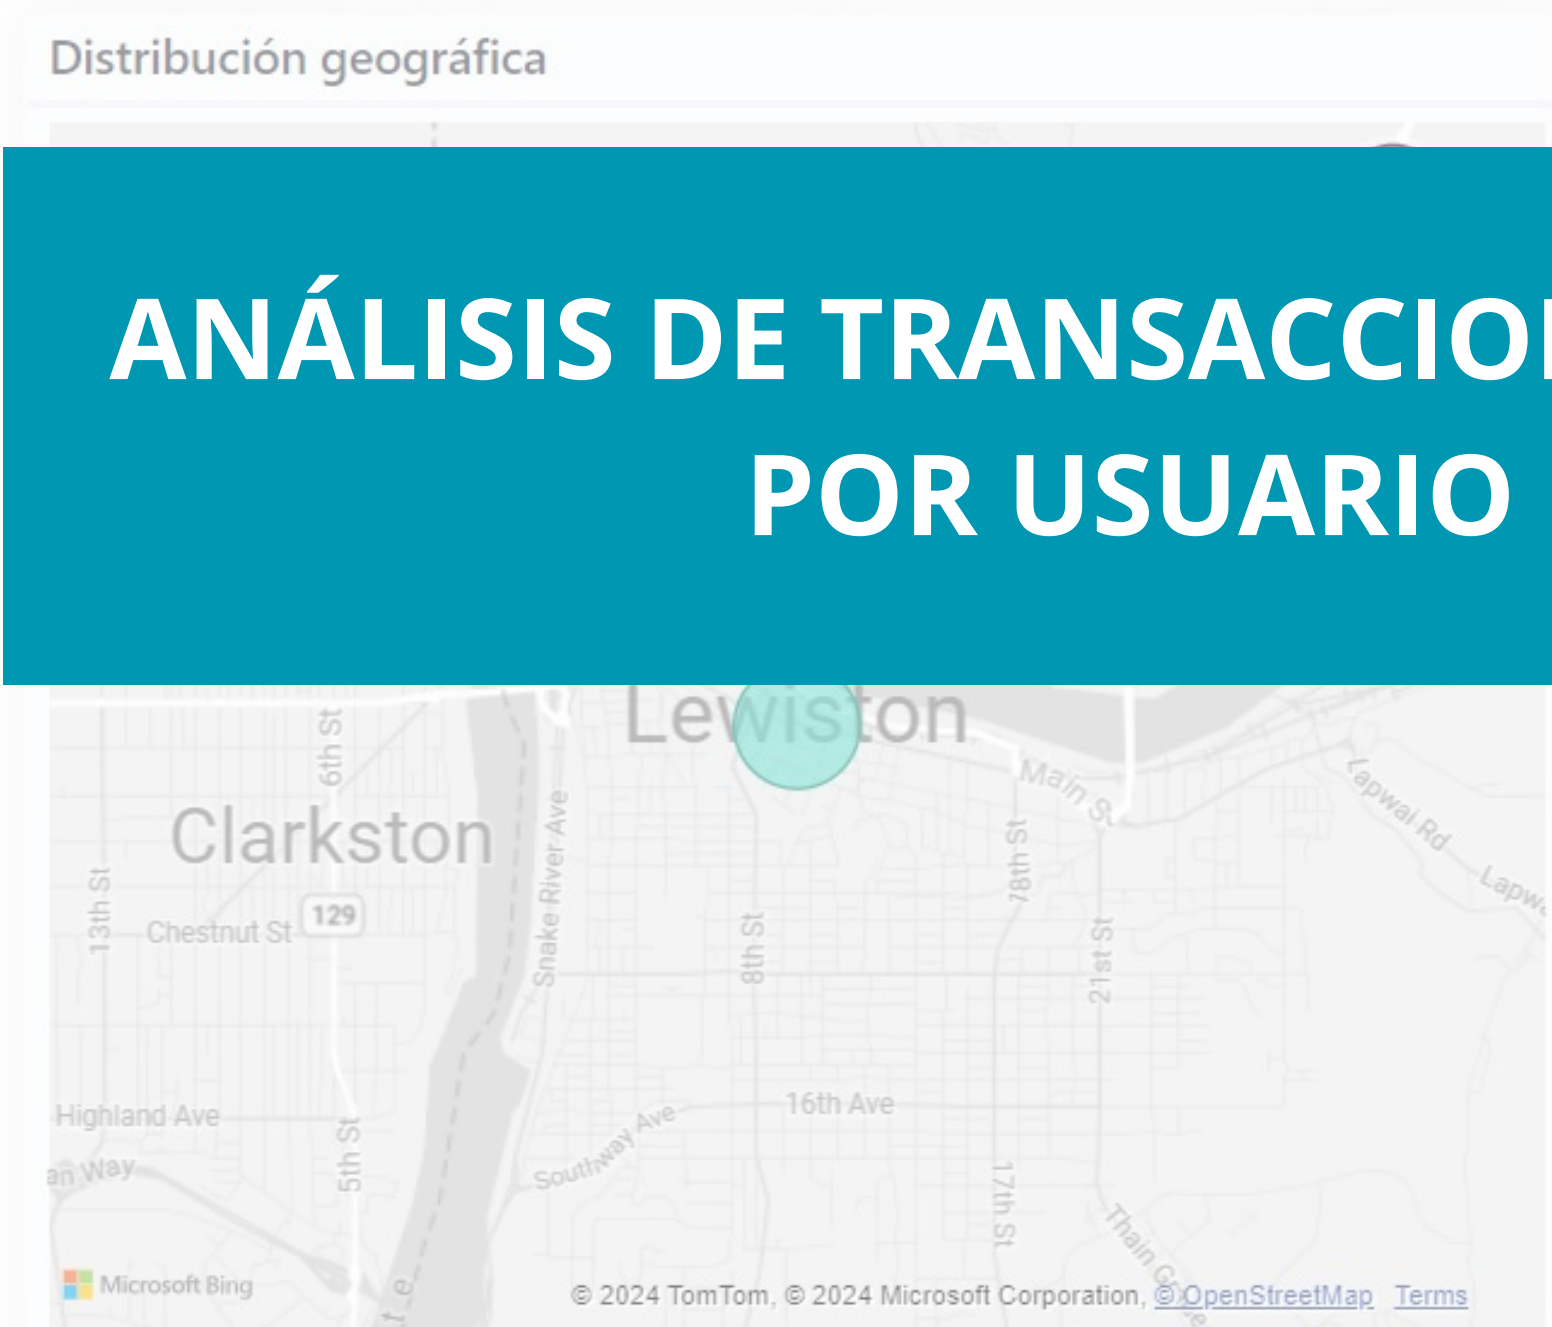 Distribución geográfica
ANÁLISIS DE TRANSACCIO
POR USUARIO
Lewiston
6th St
Main St
Lapwai Rd
Clarkston
Snake River Ave
78th St
13th St
129
Chestnut St
8th St
21st St
Highland Ave
16th Ave
Southway Ave
5th St
an Way
17th St
Thain
Microsoft Bing
© 2024 TomTom, © 2024 Microsoft Corporation, © OpenStreetMap Terms